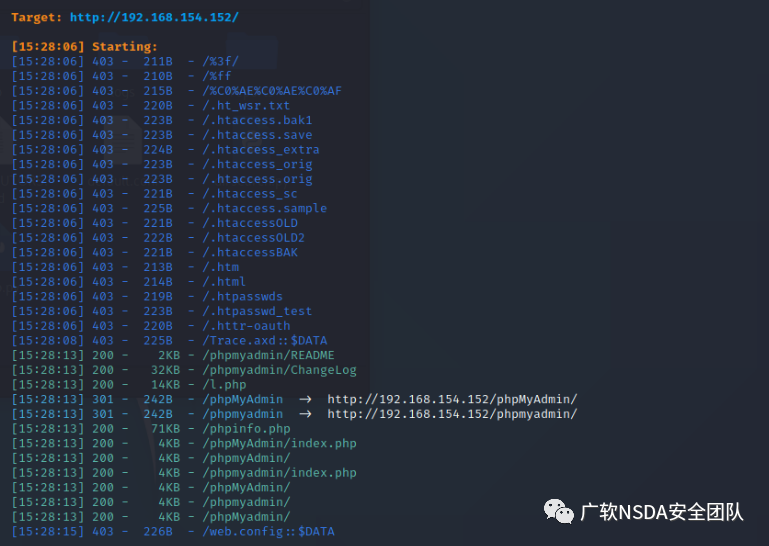 Target: http://192.168.154.152/
[15:28:06] Starting:
[15:28:06] 403 - 211B - /%3f/
[15:28:06] 403 - 210B - /%ff
[15:28:06] 403 - 215B - /%C0%AE%C0%AE%C0%AF
[15:28:06] 403 - 220B - /.ht_wsr.txt
[15:28:06] 403 - 223B - /.htaccess.bak1
[15:28:06] 403 - 223B - /.htaccess.save
[15:28:06] 403 - 224B - /.htaccess_extra
[15:28:06] 403 - 223B - /.htaccess_orig
[15:28:06] 403 - 223B - /.htaccess.orig
[15:28:06] 403 - 221B - /.htaccess_sc
[15:28:06] 403 - 225B - /.htaccess.sample
[15:28:06] 403 - 221B - /.htaccessOLD
[15:28:06] 403 - 222B - /.htaccessOLD2
[15:28:06] 403 - 221B - /.htaccessBAK
[15:28:06] 403 - 213B - /.htm
[15:28:06] 403 - 214B - /.html
[15:28:06] 403 - 219B - /.htpasswds
[15:28:06] 403 - 223B - /.htpasswd_test
[15:28:06] 403 - 220B - /.httr-oauth
[15:28:08] 403 - 225B - /Trace.axd::$DATA
[15:28:13] 200 - 2KB - /phpmyadmin/README
[15:28:13] 200 - 32KB - /phpmyadmin/ChangeLog
[15:28:13] 200 - 14KB - /l.php
[15:28:13] 301 - 242B - /phpMyAdmin → http://192.168.154.152/phpMyAdmin/
[15:28:13] 301 - 242B - /phpmyadmin → http://192.168.154.152/phpmyadmin/
[15:28:13] 200 - 71KB - /phpinfo.php
[15:28:13] 200 - 4KB - /phpMyAdmin/index.php
[15:28:13] 200 - 4KB - /phpMyadmin/
[15:28:13] 200 - 4KB - /phpmyadmin/index.php
[15:28:13] 200 - 4KB - /phpMyAdmin/
[15:28:13] 200 - 4KB - /phpmyadmin/
[15:28:13] 200 - 4KB - /phpmyAdmin/
[15:28:15] 403 - 226B - /web.config::$DATA
广软NSDA安全团队